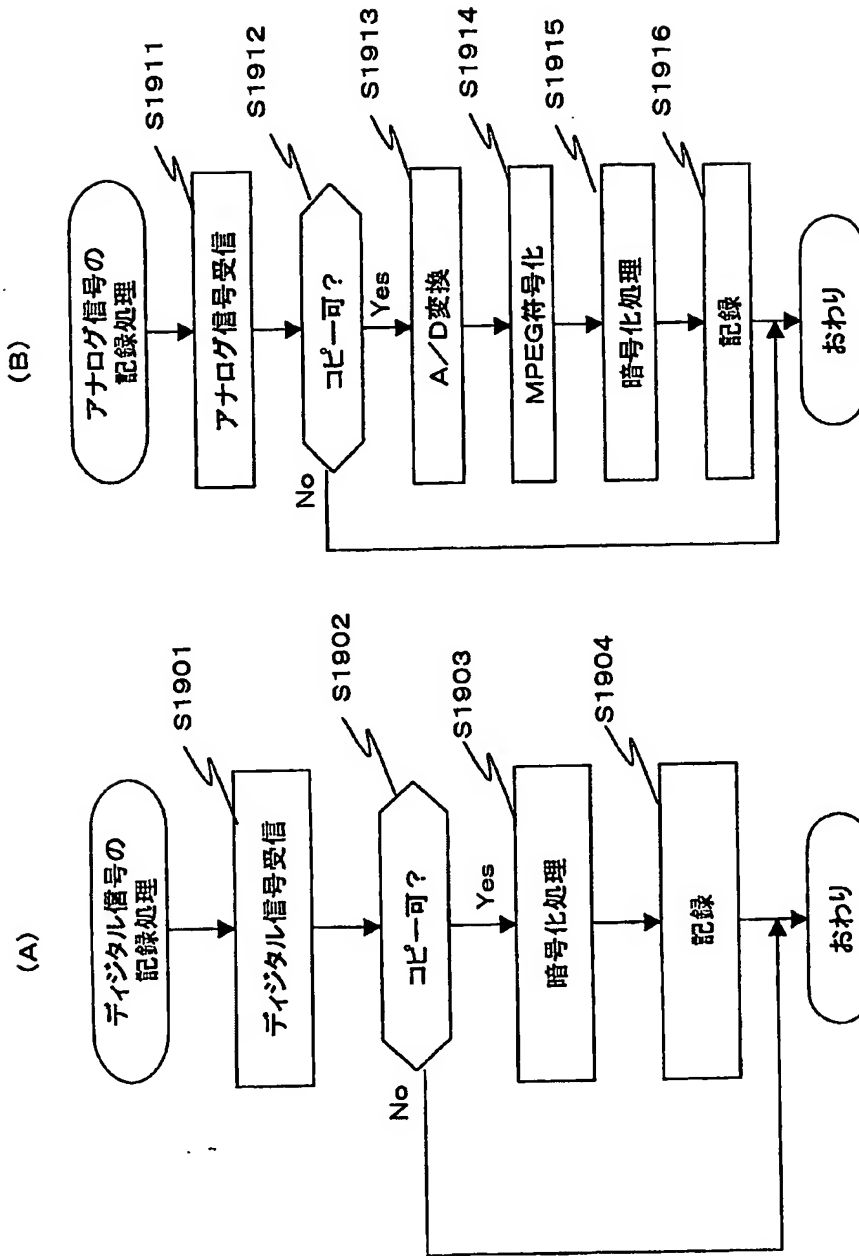 (A)
ディジタル信号の
記録処理
S1901
ディジタル信号受信
S1902
コピー可?
No
Yes
S1903
暗号化処理
S1904
記録
おわり
(B)
アナログ信号の
記録処理
S1911
アナログ信号受信
S1912
コピー可?
No
Yes
S1913
A/D変換
S1914
MPEG符号化
S1915
暗号化処理
S1916
記録
おわり